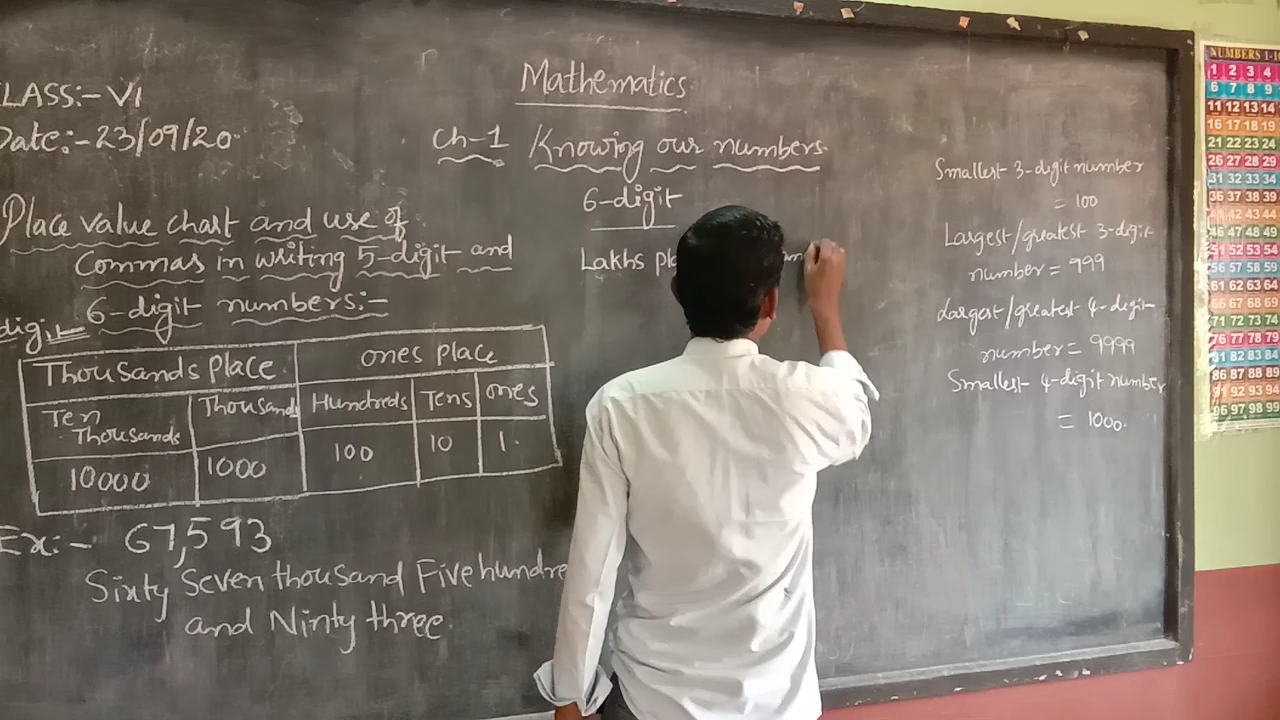 Mathematics
LASS:- VI
Date:- 23/09/20
Ch-1 Knowing our numbers
Place value chart and use of
Commas in writing 5-digit and
6-digit numbers:-
digit
Thousands Place
ones place
Ten Thousands
Thousands
Hundreds
Tens
ones
10000
1000
100
10
1
Ex:- 67,593
Sixty Seven thousand Five hundre
and Ninty three
6-digit
Lakhs
Smallest 3-digit number
= 100
Largest/greatest 3-digit
number = 999
Largest/greatest 4-digit
number = 9999
Smallest 4-digit number
= 1000.
NUMBERS 1-10
1 2 3 4
6 7 8 9
11 12 13 14
16 17 18 19
21 22 23 24
26 27 28 29
31 32 33 34
36 37 38 39
41 42 43 44
46 47 48 49
51 52 53 54
56 57 58 59
61 62 63 64
66 67 68 69
71 72 73 74
76 77 78 79
81 82 83 84
86 87 88 89
91 92 93 94
96 97 98 99